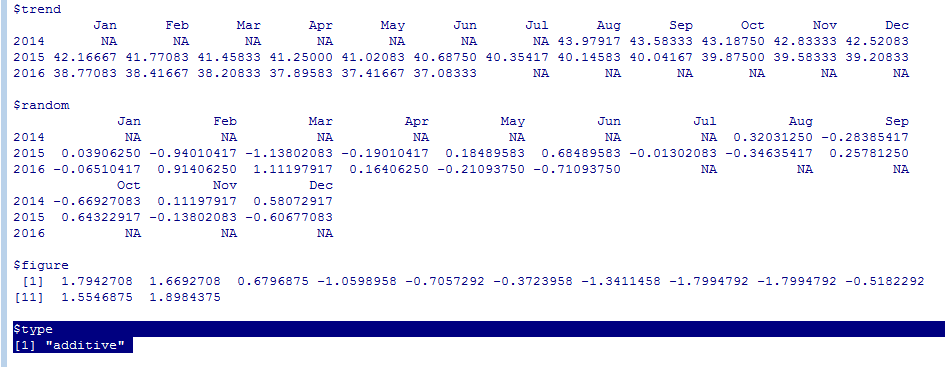 $trend
          Jan      Feb      Mar      Apr      May      Jun      Jul      Aug      Sep      Oct      Nov      Dec
2014       NA       NA       NA       NA       NA       NA       NA 43.97917 43.58333 43.18750 42.83333 42.52083
2015 42.16667 41.77083 41.45833 41.25000 41.02083 40.68750 40.35417 40.14583 40.04167 39.87500 39.58333 39.20833
2016 38.77083 38.41667 38.20833 37.89583 37.41667 37.08333       NA       NA       NA       NA       NA       NA
$random
             Jan         Feb         Mar         Apr         May         Jun         Jul         Aug         Sep
2014          NA          NA          NA          NA          NA          NA          NA  0.32031250 -0.28385417
2015  0.03906250 -0.94010417 -1.13802083 -0.19010417  0.18489583  0.68489583 -0.01302083 -0.34635417  0.25781250
2016 -0.06510417  0.91406250  1.11197917  0.16406250 -0.21093750 -0.71093750          NA          NA          NA
             Oct         Nov         Dec
2014 -0.66927083  0.11197917  0.58072917
2015  0.64322917 -0.13802083 -0.60677083
2016          NA          NA          NA
$figure
 [1]  1.7942708  1.6692708  0.6796875 -1.0598958 -0.7057292 -0.3723958 -1.3411458 -1.7994792 -1.7994792 -0.5182292
[11]  1.5546875  1.8984375
$type
[1] "additive"